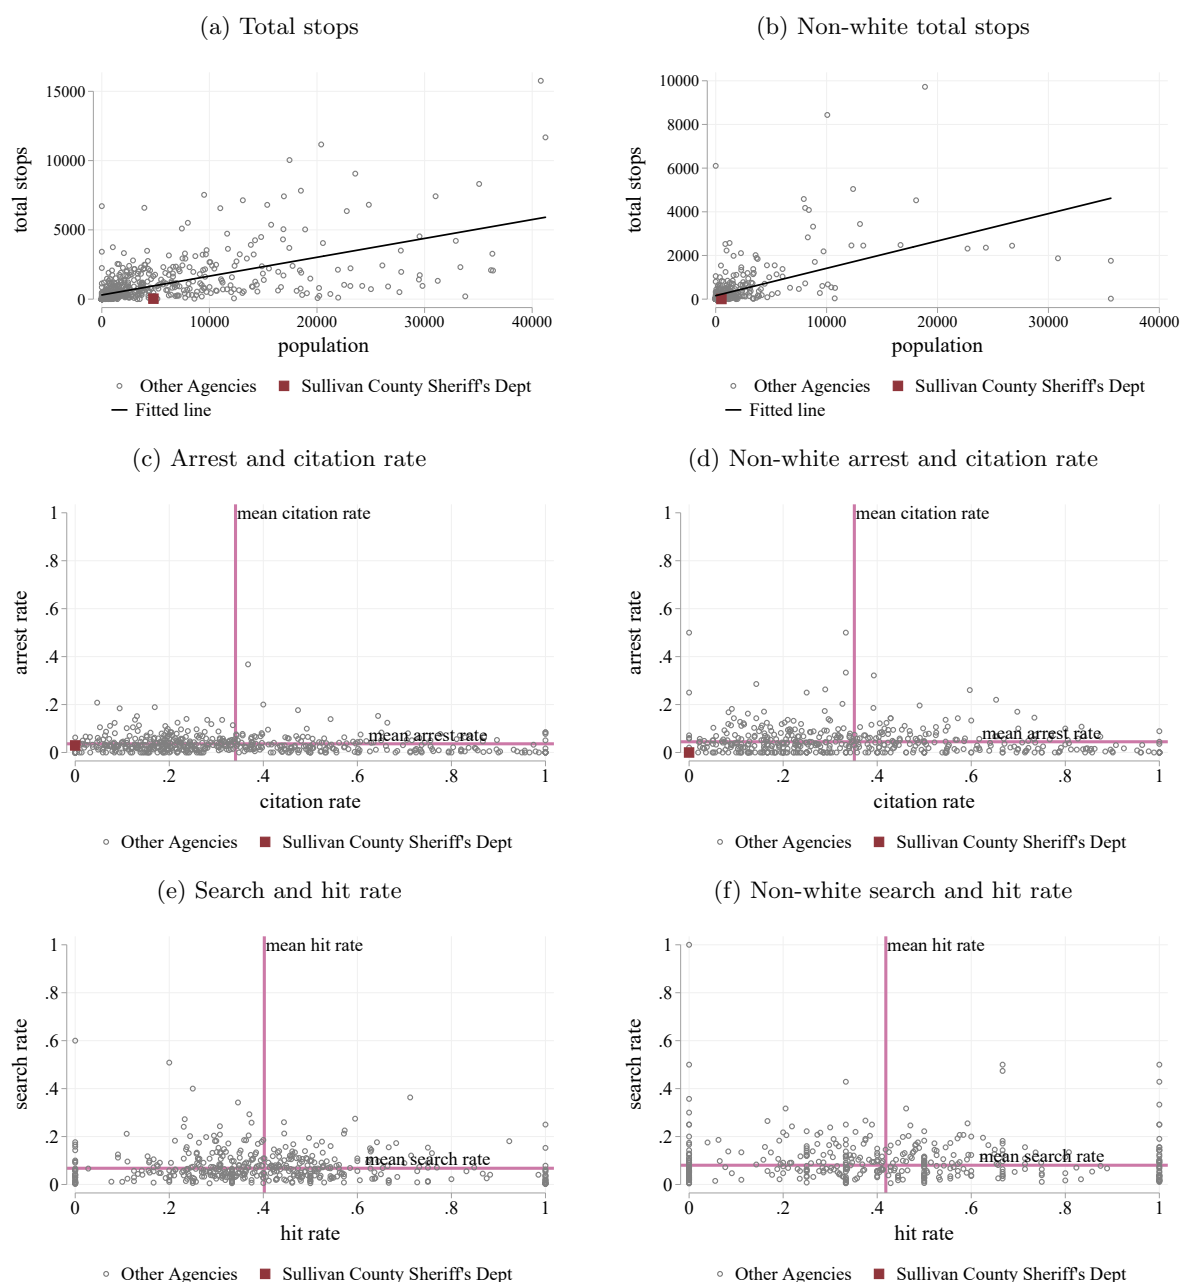 (a) Total stops
(b) Non-white total stops
total stops
15000
10000
5000
0
0 10000 20000 30000 40000
population
Other Agencies Sullivan County Sheriff's Dept
Fitted line
total stops
10000
8000
6000
4000
2000
0
0 10000 20000 30000 40000
population
Other Agencies Sullivan County Sheriff's Dept
Fitted line
(c) Arrest and citation rate
(d) Non-white arrest and citation rate
arrest rate
1
.8
.6
.4
.2
0
mean citation rate
mean arrest rate
0 .2 .4 .6 .8 1
citation rate
Other Agencies Sullivan County Sheriff's Dept
arrest rate
1
.8
.6
.4
.2
0
mean citation rate
mean arrest rate
0 .2 .4 .6 .8 1
citation rate
Other Agencies Sullivan County Sheriff's Dept
(e) Search and hit rate
(f) Non-white search and hit rate
search rate
1
.8
.6
.4
.2
0
mean hit rate
mean search rate
0 .2 .4 .6 .8 1
hit rate
Other Agencies Sullivan County Sheriff's Dept
search rate
1
.8
.6
.4
.2
0
mean hit rate
mean search rate
0 .2 .4 .6 .8 1
hit rate
Other Agencies Sullivan County Sheriff's Dept